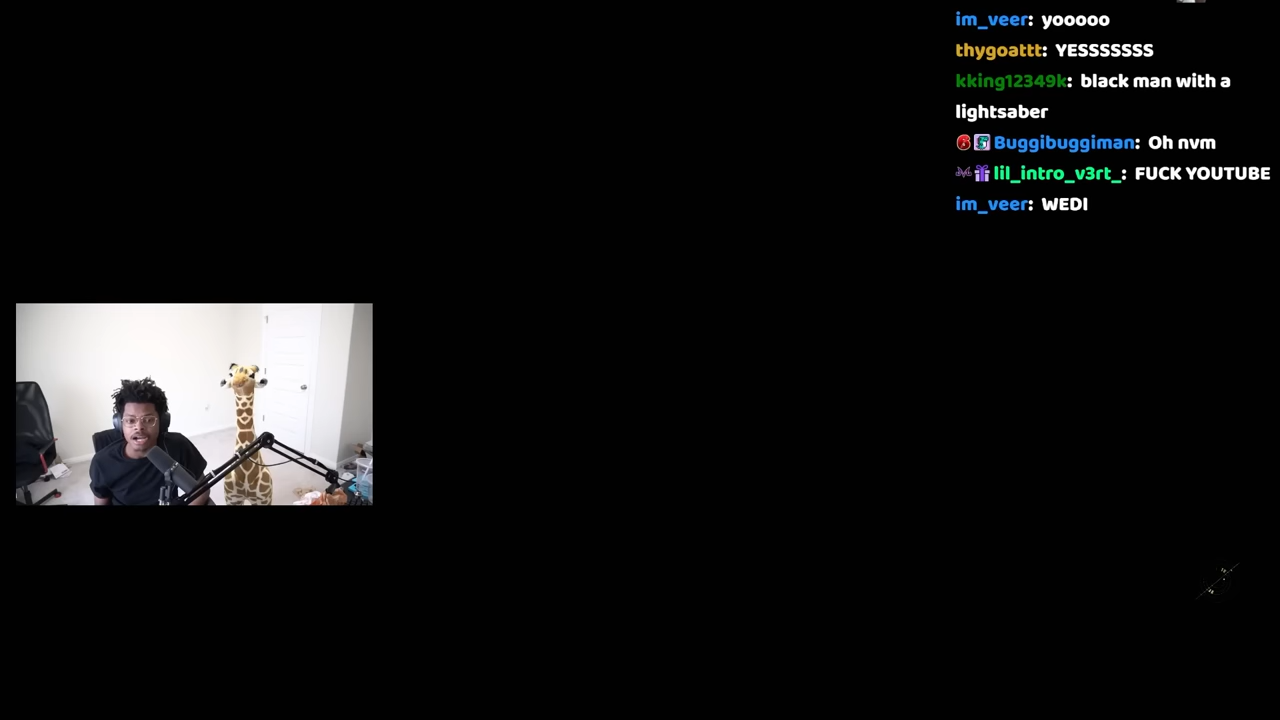 im_veer: yooooo
thygoattt: YESSSSSSS
kking12349k: black man with a
lightsaber
Buggibuggiman: Oh nvm
lil_intro_v3rt_: FUCK YOUTUBE
im_veer: WEDI